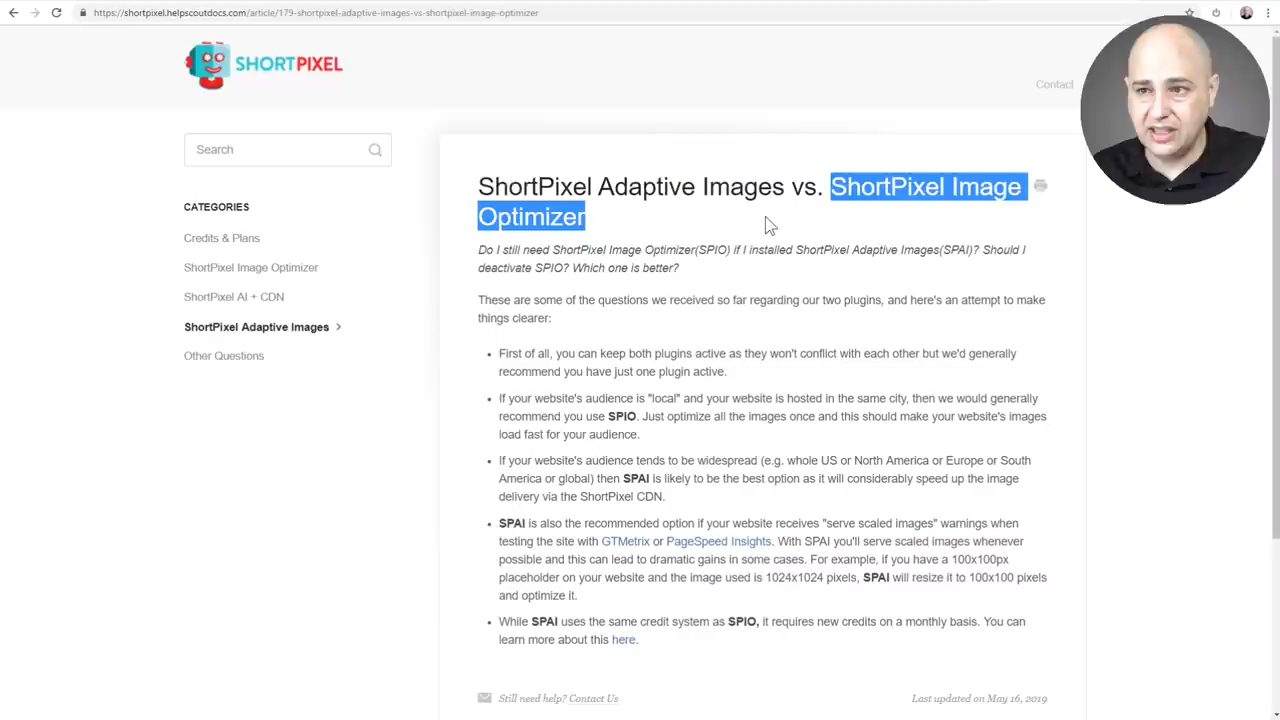 https://shortpixel.helpscoutdocs.com/article/179-shortpixel-adaptive-images-vs-shortpixel-image-optimizer
SHORTPIXEL
Contact
Search
CATEGORIES
Credits & Plans
ShortPixel Image Optimizer
ShortPixel AI + CDN
ShortPixel Adaptive Images
Other Questions
ShortPixel Adaptive Images vs. ShortPixel Image
Optimizer
Do I still need ShortPixel Image Optimizer(SPIO) if I installed ShortPixel Adaptive Images(SPAI)? Should I
deactivate SPIO? Which one is better?
These are some of the questions we received so far regarding our two plugins, and here's an attempt to make
things clearer:
• First of all, you can keep both plugins active as they won't conflict with each other but we'd generally
recommend you have just one plugin active.
• If your website's audience is "local" and your website is hosted in the same city, then we would generally
recommend you use SPIO. Just optimize all the images once and this should make your website's images
load fast for your audience.
• If your website's audience tends to be widespread (e.g. whole US or North America or Europe or South
America or global) then SPAI is likely to be the best option as it will considerably speed up the image
delivery via the ShortPixel CDN.
• SPAI is also the recommended option if your website receives "serve scaled images" warnings when
testing the site with GTMetrix or PageSpeed Insights. With SPAI you'll serve scaled images whenever
possible and this can lead to dramatic gains in some cases. For example, if you have a 100x100px
placeholder on your website and the image used is 1024x1024 pixels, SPAI will resize it to 100x100 pixels
and optimize it.
• While SPAI uses the same credit system as SPIO, it requires new credits on a monthly basis. You can
learn more about this here.
Still need help? Contact Us
Last updated on May 16, 2019